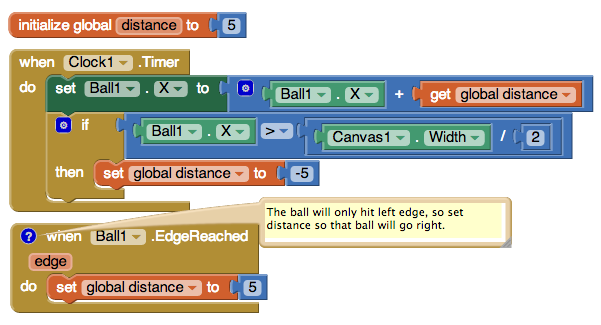 initialize global distance to 5
when Clock1 .Timer
do set Ball1 . X to Ball1 . X + get global distance
if Ball1 . X > Canvas1 . Width / 2
then set global distance to -5
? when Ball1 .EdgeReached
The ball will only hit left edge, so set
distance so that ball will go right.
edge
do set global distance to 5